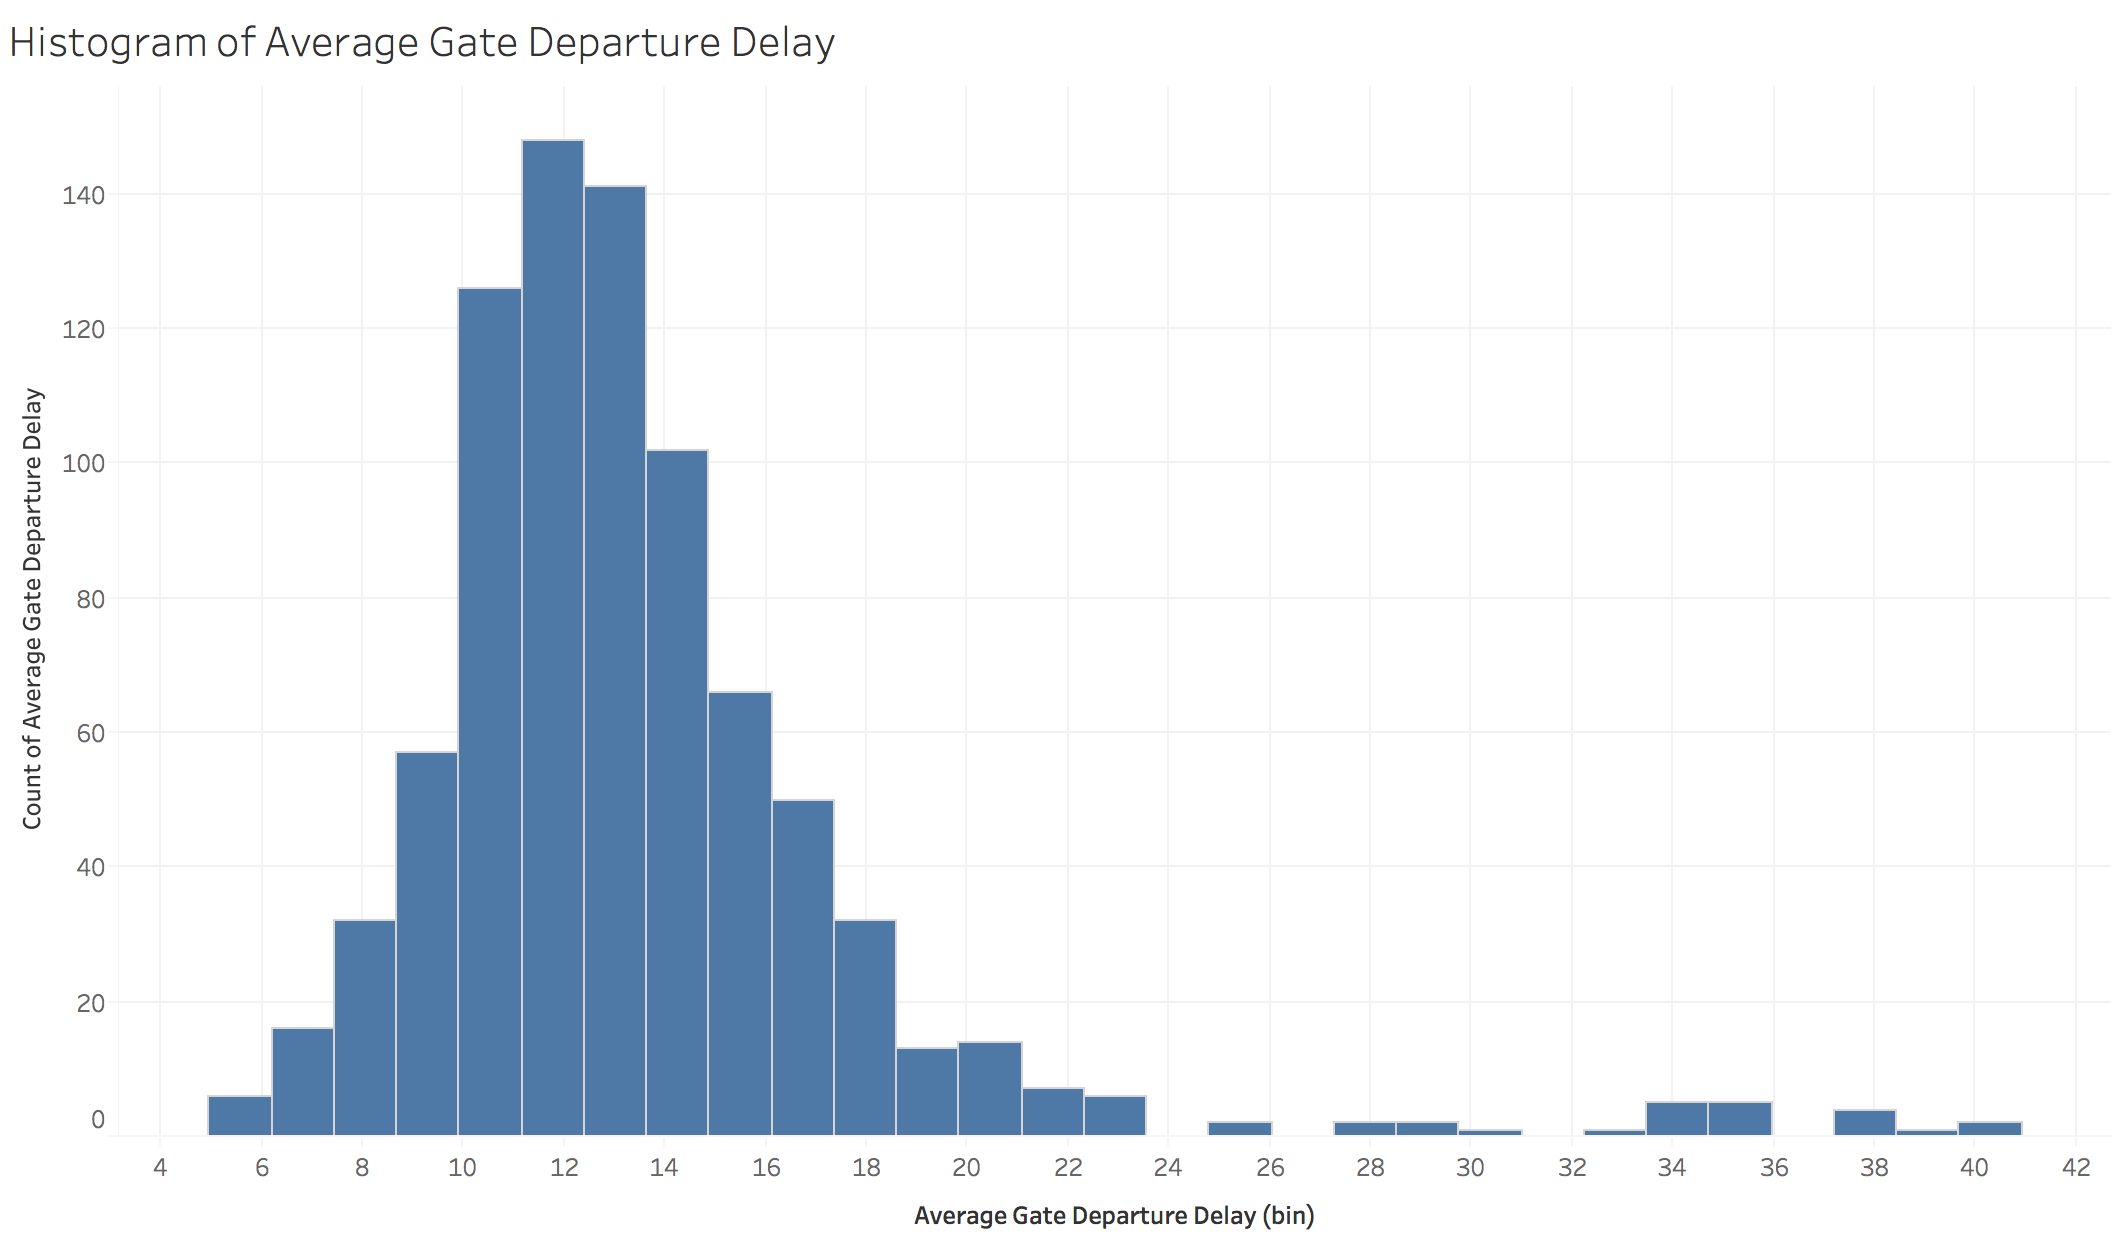 Histogram of Average Gate Departure Delay
Count of Average Gate Departure Delay
140
120
100
80
60
40
20
0
4 6 8 10 12 14 16 18 20 22 24 26 28 30 32 34 36 38 40 42
Average Gate Departure Delay (bin)